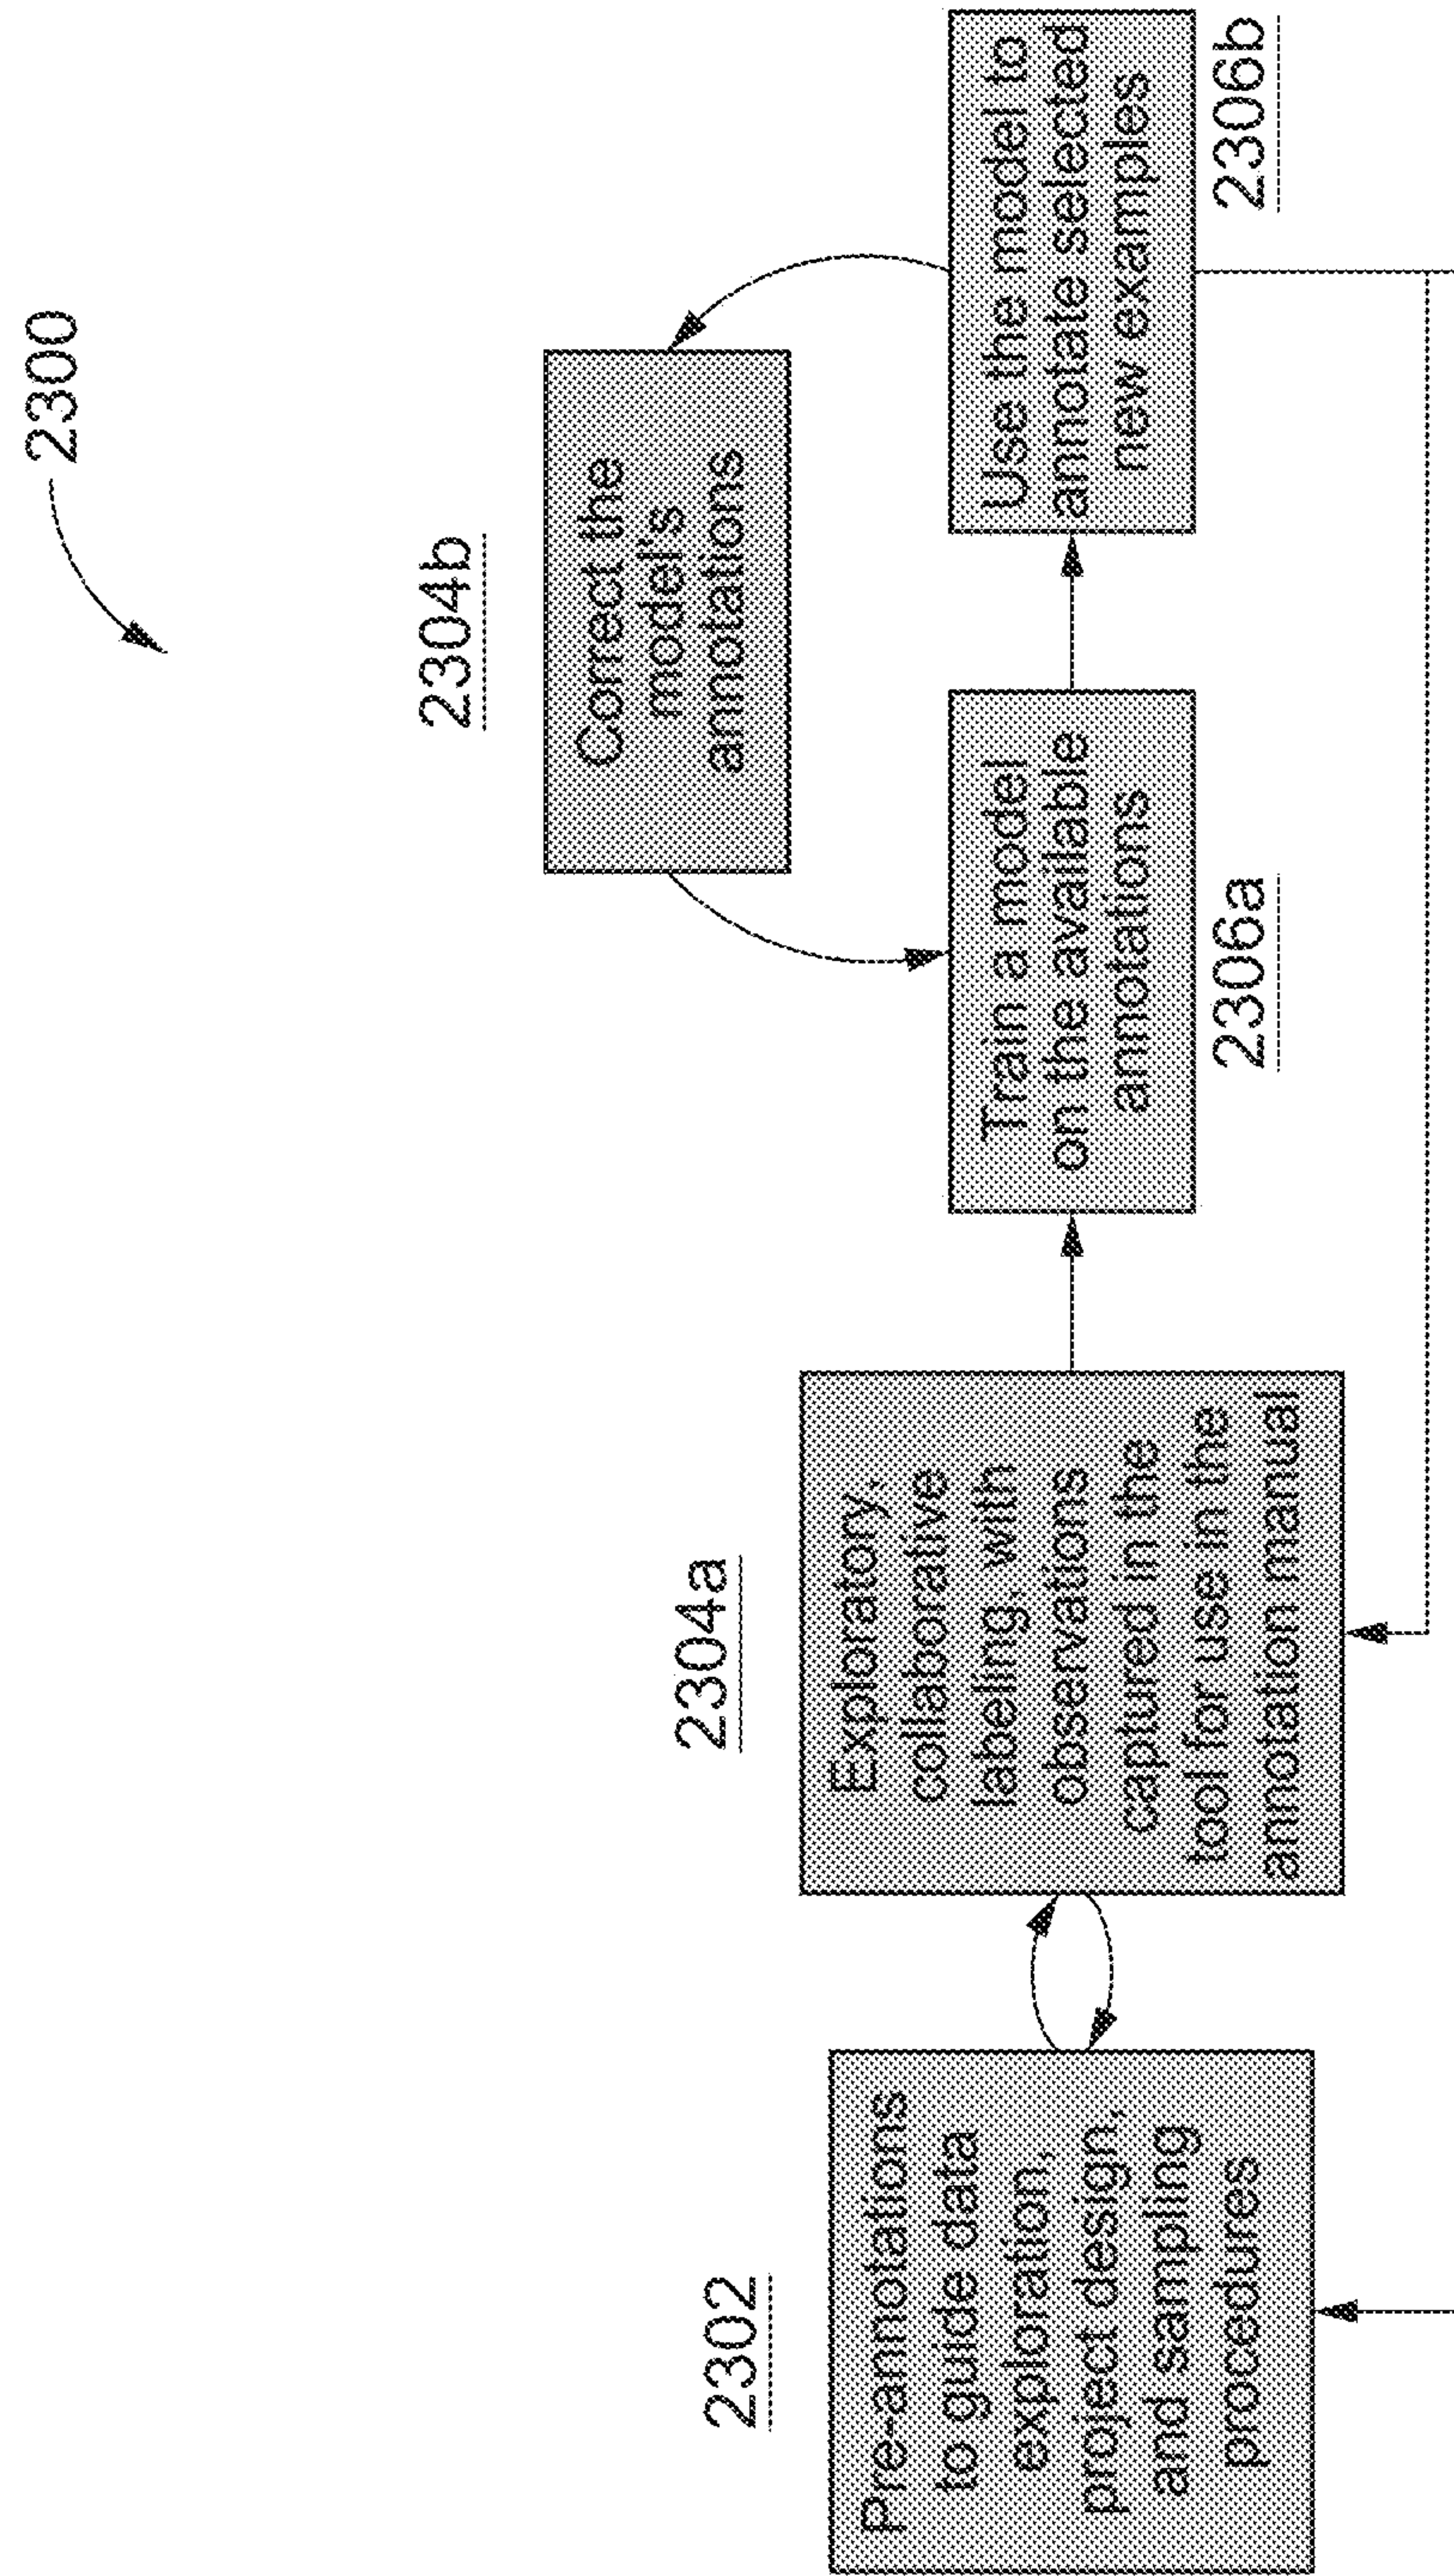 2300
2302
Pre-annotations
to guide data
exploration,
project design,
and sampling
procedures
2304a
Exploratory,
collaborative
labeling, with
observations
captured in the
tool for use in the
annotation manual
2304b
Correct the
model's
annotations
Train a model
on the available
annotations
2306a
Use the model to
annotate selected
new examples
2306b